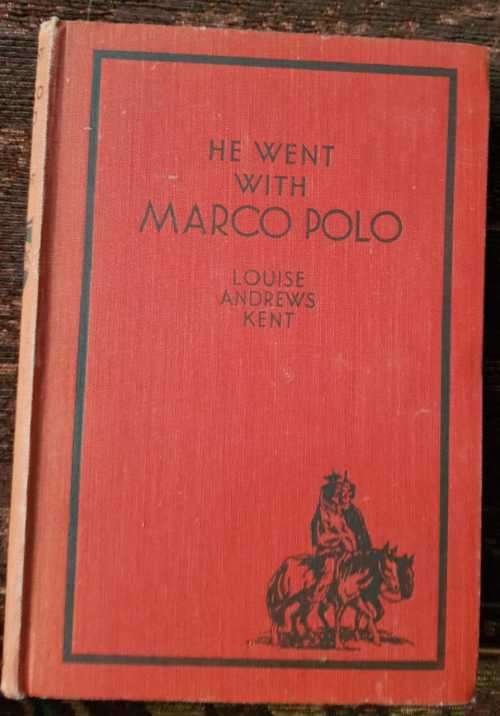 HE WENT
WITH
MARCO POLO
LOUISE
ANDREWS
KENT